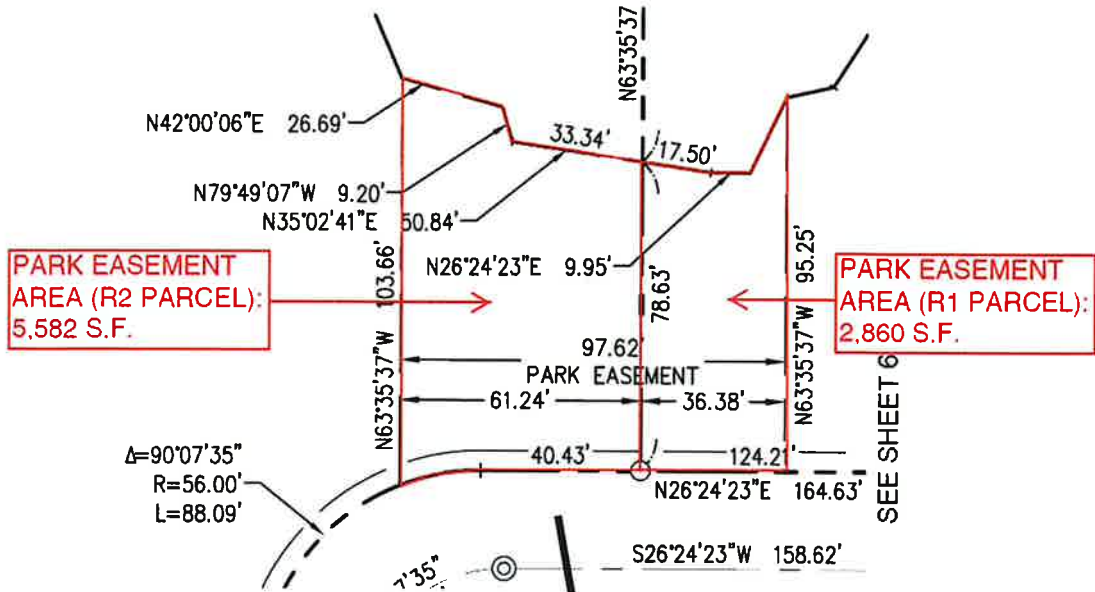 N63°35'37
N42°00'06"E 26.69'
33.34'
17.50'
N79°49'07"W 9.20'
N35°02'41"E 50.84'
N26°24'23"E 9.95'
PARK EASEMENT
AREA (R2 PARCEL):
5,582 S.F.
N63°35'37"W 103.66'
78.63'
N63°35'37"W 95.25'
PARK EASEMENT
AREA (R1 PARCEL):
2,860 S.F.
97.62'
PARK EASEMENT
61.24'
36.38'
SEE SHEET 6
Δ=90°07'35"
R=56.00'
L=88.09'
40.43'
124.21'
N26°24'23"E 164.63'
S26°24'23"W 158.62'
7'35"